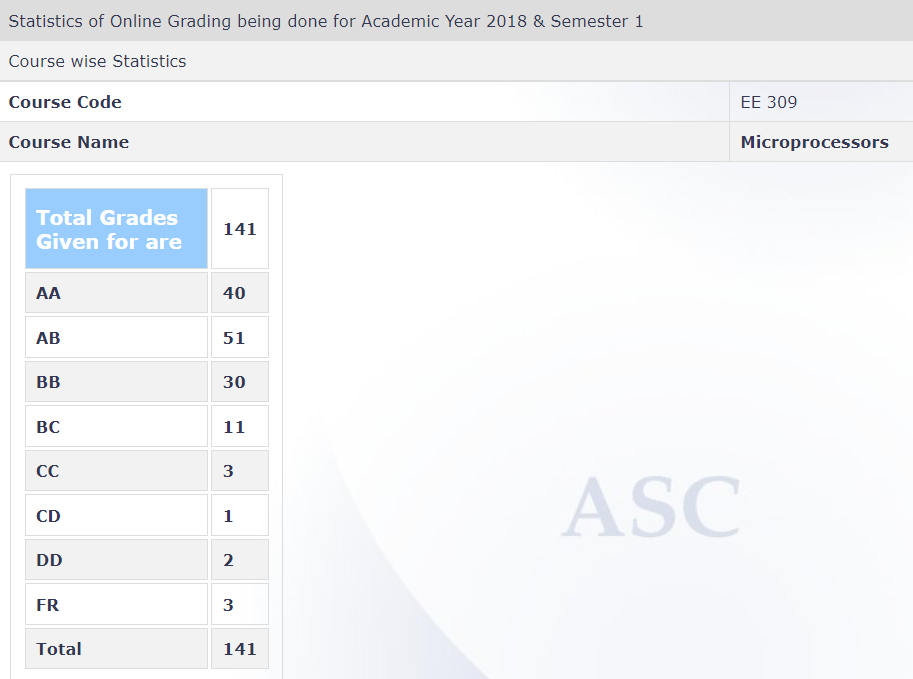 Statistics of Online Grading being done for Academic Year 2018 & Semester 1
Course wise Statistics
Course Code EE 309
Course Name Microprocessors
Total Grades
Given for are 141
AA 40
AB 51
BB 30
BC 11
CC 3
CD 1
DD 2
FR 3
Total 141
ASC